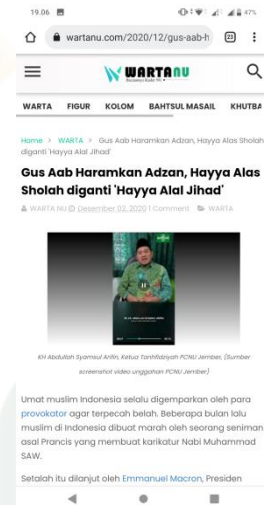 19.06
47%
wartanu.com/2020/12/gus-aab-h
23
WARTANU
WARTA FIGUR KOLOM BAHTSUL MASAIL KHUTBA
Home > WARTA > Gus Aab Haramkan Adzan, Hayya Alas Sholah
diganti 'Hayya Alal Jihad'
Gus Aab Haramkan Adzan, Hayya Alas
Sholah diganti 'Hayya Alal Jihad'
WARTA NU Desember 02, 2020 1 Comment WARTA
KH Abdullah Syamsul Arifin, Ketua Tanfidziyah PCNU Jember. (Sumber
screenshot video unggahan PCNU Jember)
Umat muslim Indonesia selalu digemparkan oleh para
provokator agar terpecah belah. Beberapa bulan lalu
muslim di Indonesia dibuat marah oleh seorang seniman
asal Prancis yang membuat karikatur Nabi Muhammad
SAW.
Setalah itu dilanjut oleh Emmanuel Macron, Presiden